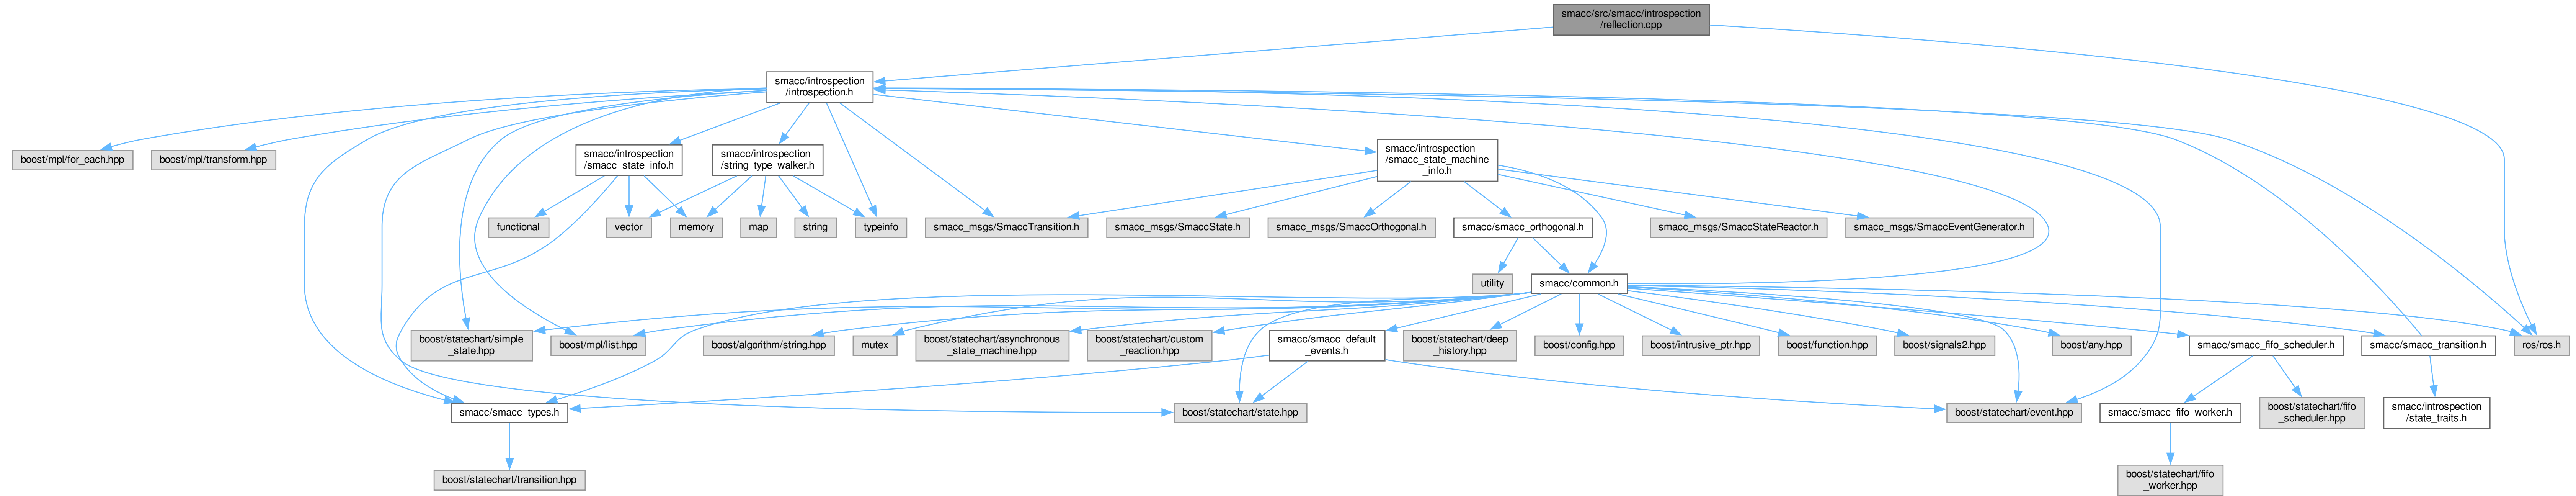 smacc/src/smacc/introspection
/reflection.cpp
smacc/introspection
/introspection.h
boost/mpl/for_each.hpp
boost/mpl/transform.hpp
smacc/introspection
/smacc_state_info.h
smacc/introspection
/string_type_walker.h
smacc/introspection
/smacc_state_machine
_info.h
functional
vector
memory
map
string
typeinfo
smacc_msgs/SmaccTransition.h
smacc_msgs/SmaccState.h
smacc_msgs/SmaccOrthogonal.h
smacc/smacc_orthogonal.h
smacc_msgs/SmaccStateReactor.h
smacc_msgs/SmaccEventGenerator.h
utility
smacc/common.h
boost/statechart/simple
_state.hpp
boost/mpl/list.hpp
boost/algorithm/string.hpp
mutex
boost/statechart/asynchronous
_state_machine.hpp
boost/statechart/custom
_reaction.hpp
smacc/smacc_default
_events.h
boost/statechart/deep
_history.hpp
boost/config.hpp
boost/intrusive_ptr.hpp
boost/function.hpp
boost/signals2.hpp
boost/any.hpp
smacc/smacc_fifo_scheduler.h
smacc/smacc_transition.h
ros/ros.h
smacc/smacc_types.h
boost/statechart/state.hpp
boost/statechart/event.hpp
smacc/smacc_fifo_worker.h
boost/statechart/fifo
_scheduler.hpp
smacc/introspection
/state_traits.h
boost/statechart/transition.hpp
boost/statechart/fifo
_worker.hpp